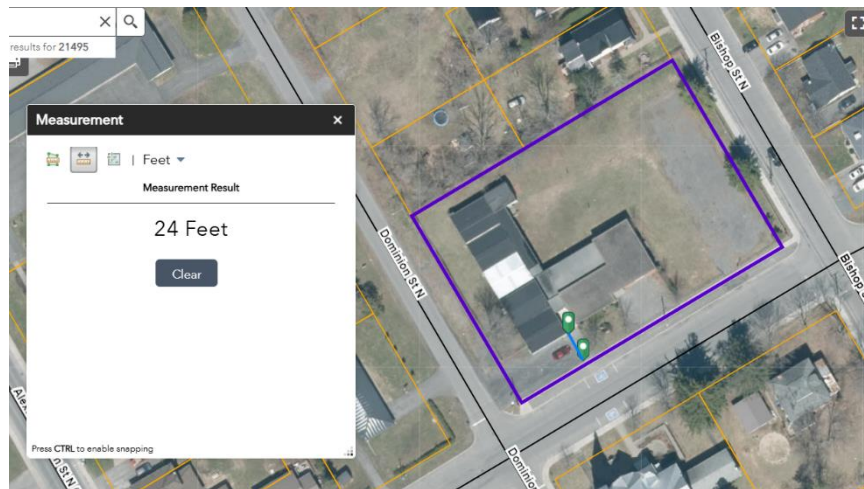 results for 21495
Measurement
Feet
Measurement Result
24 Feet
Clear
Press CTRL to enable snapping
Bishop St N
Dominion St N
Bishop S
Dominion
St N